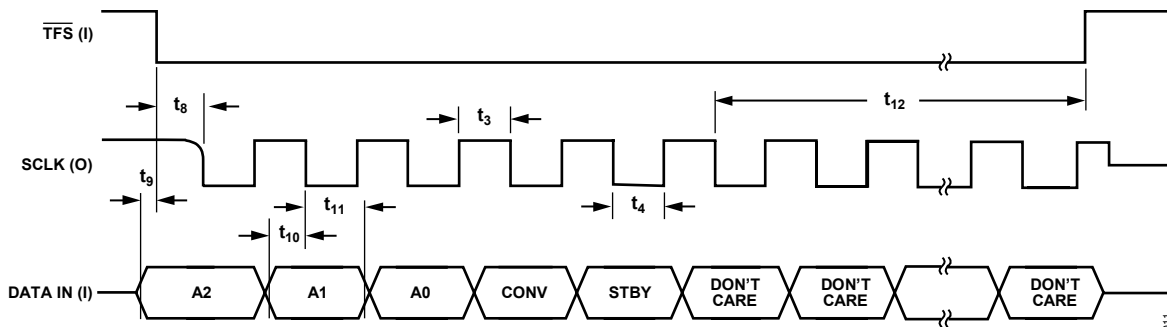 TFS (I)
t8
t3
t12
SCLK (O)
t9
t11
t10
t4
DATA IN (I)
A2
A1
A0
CONV
STBY
DON'T
CARE
DON'T
CARE
DON'T
CARE